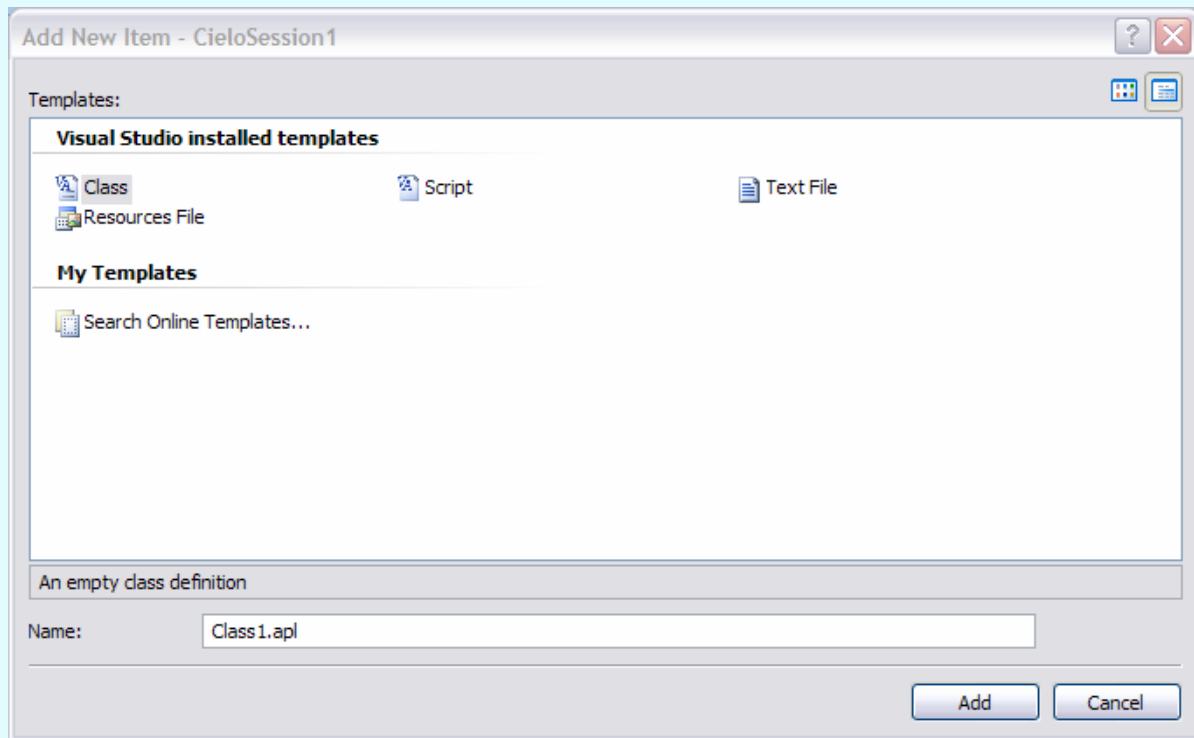 Add New Item - CieloSession1
Templates:
Visual Studio installed templates
Class Script Text File
Resources File
My Templates
Search Online Templates...
An empty class definition
Name: Class1.apl
Add Cancel